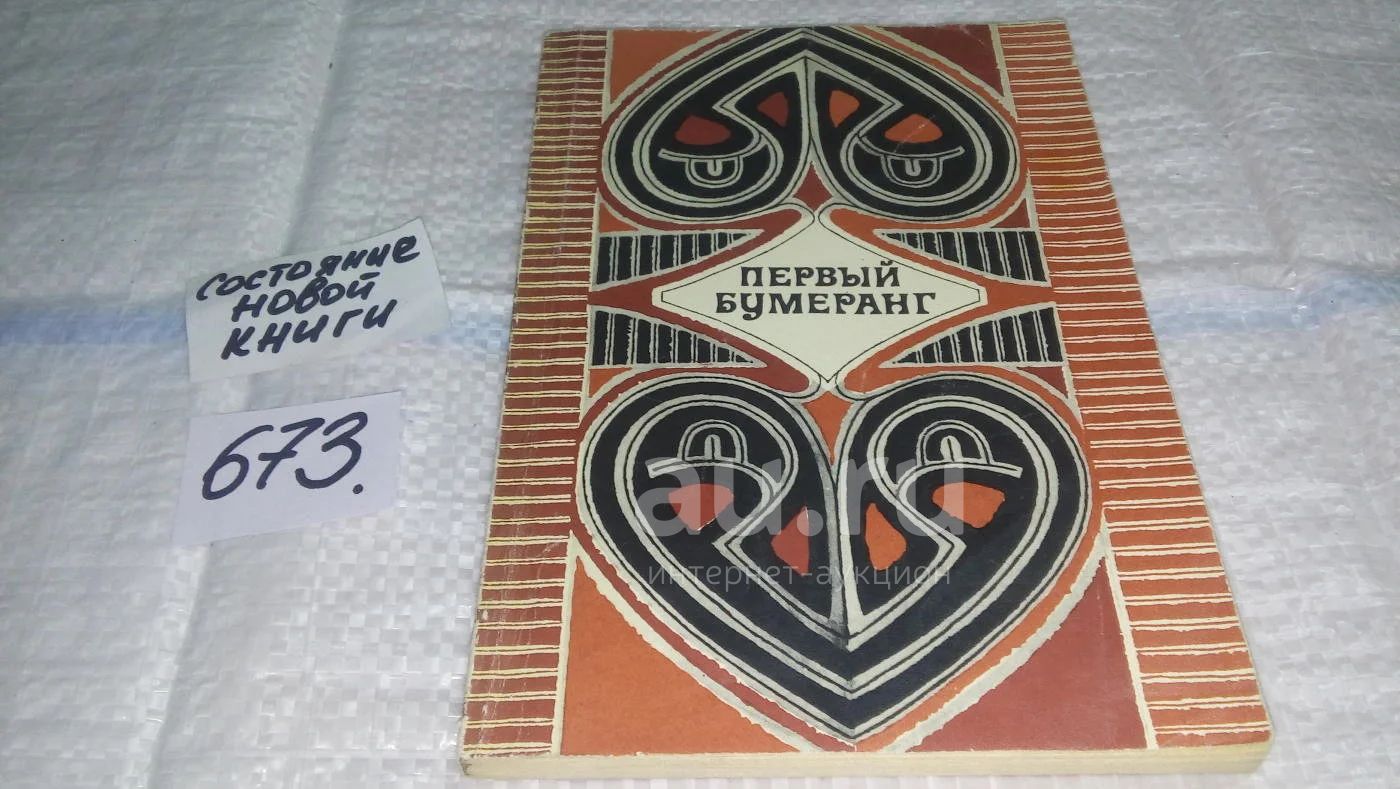 Состояние
новой
книги
673.
ПЕРВЫЙ
БУМЕРАНГ
au.ru
интернет-аукцион